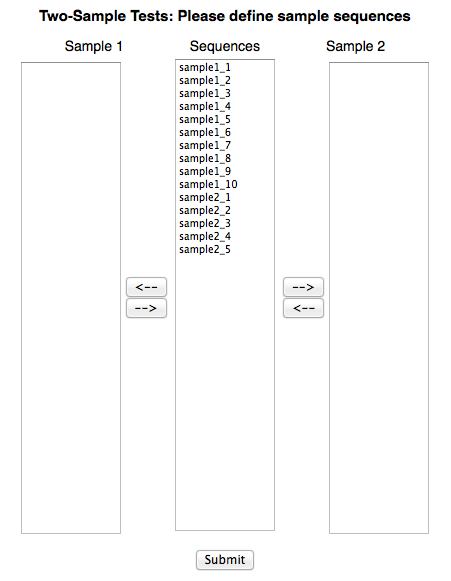 Two-Sample Tests: Please define sample sequences
Sample 1 Sequences Sample 2
sample1_1
sample1_2
sample1_3
sample1_4
sample1_5
sample1_6
sample1_7
sample1_8
sample1_9
sample1_10
sample2_1
sample2_2
sample2_3
sample2_4
sample2_5
<-- -->
--> <--
Submit